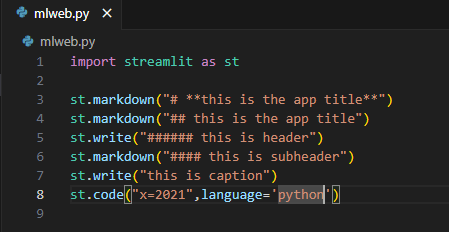 mlweb.py ×
mlweb.py
1 import streamlit as st
2
3 st.markdown("# **this is the app title**")
4 st.markdown("## this is the app title")
5 st.write("###### this is header")
6 st.markdown("#### this is subheader")
7 st.write("this is caption")
8 st.code("x=2021",language='python')
9